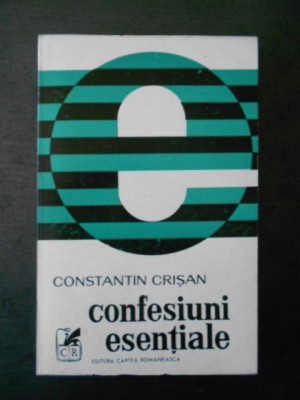 e
CONSTANTIN CRIȘAN
confesiuni
esențiale
CR
EDITURA CARTEA ROMÂNEASCĂ